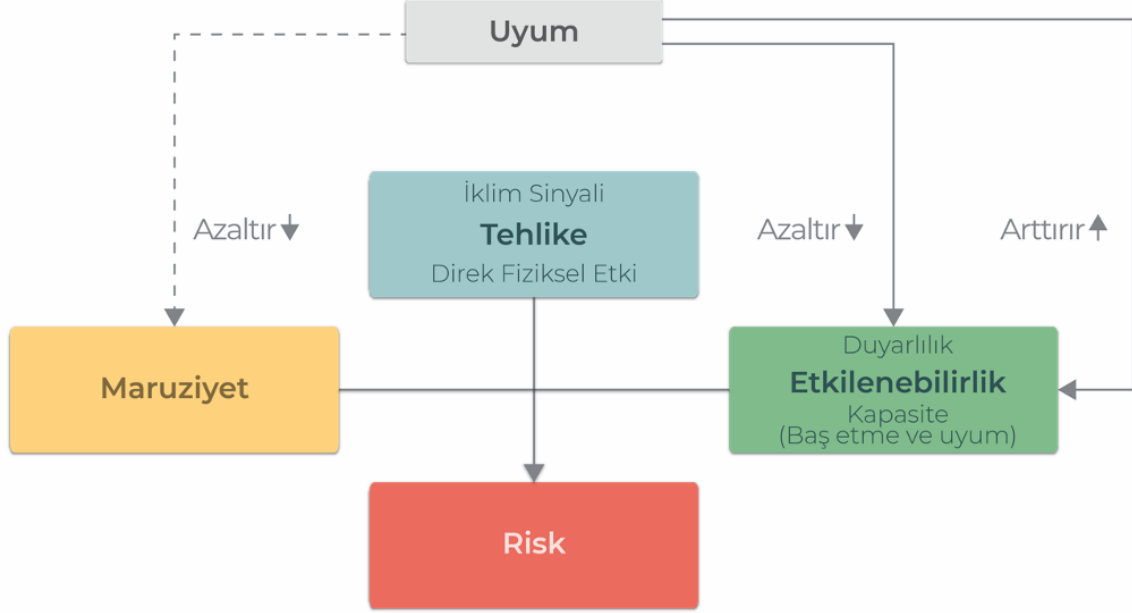 Uyum
İklim Sinyali
Tehlike
Direk Fiziksel Etki
Azaltır
Azaltır
Arttırır
Maruziyet
Duyarlılık
Etkilenebilirlik
Kapasite
(Baş etme ve uyum)
Risk